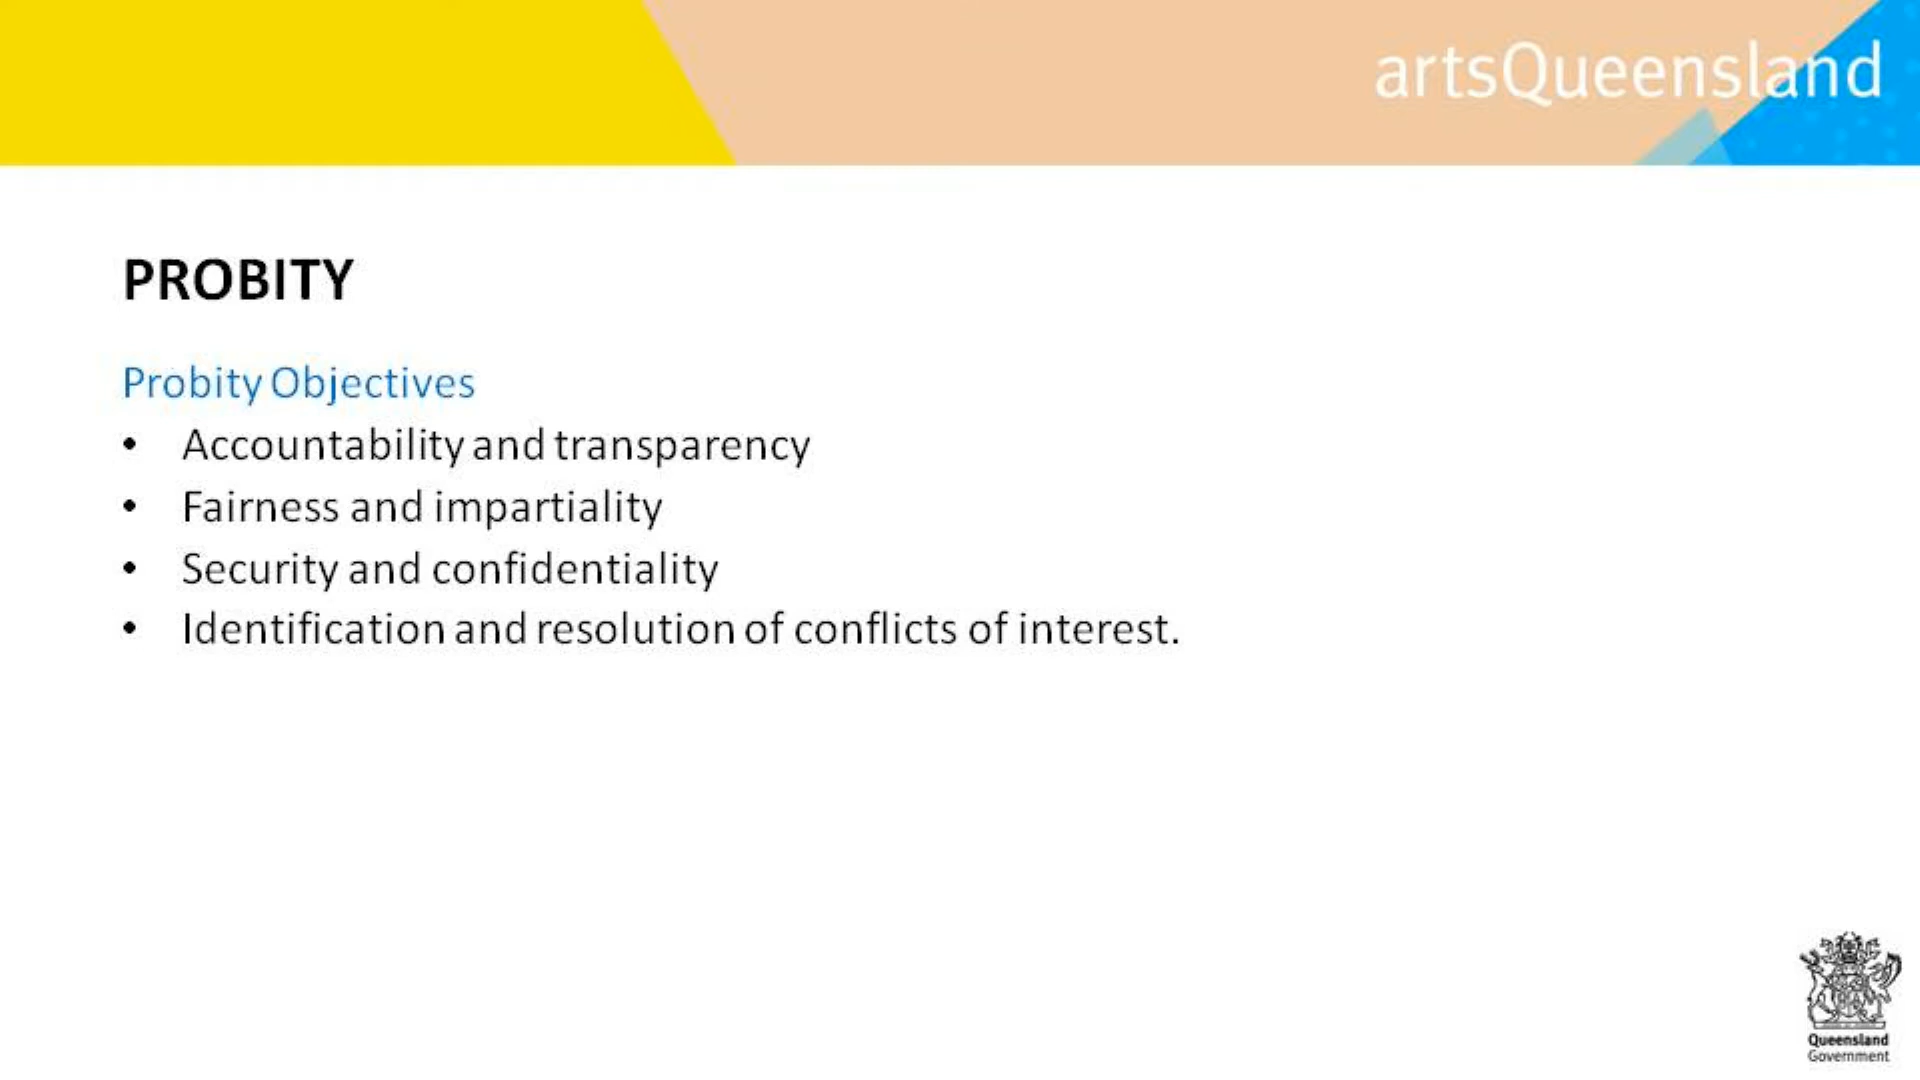 artsQueensland
PROBITY
Probity Objectives
• Accountability and transparency
• Fairness and impartiality
• Security and confidentiality
• Identification and resolution of conflicts of interest.
Queensland
Government